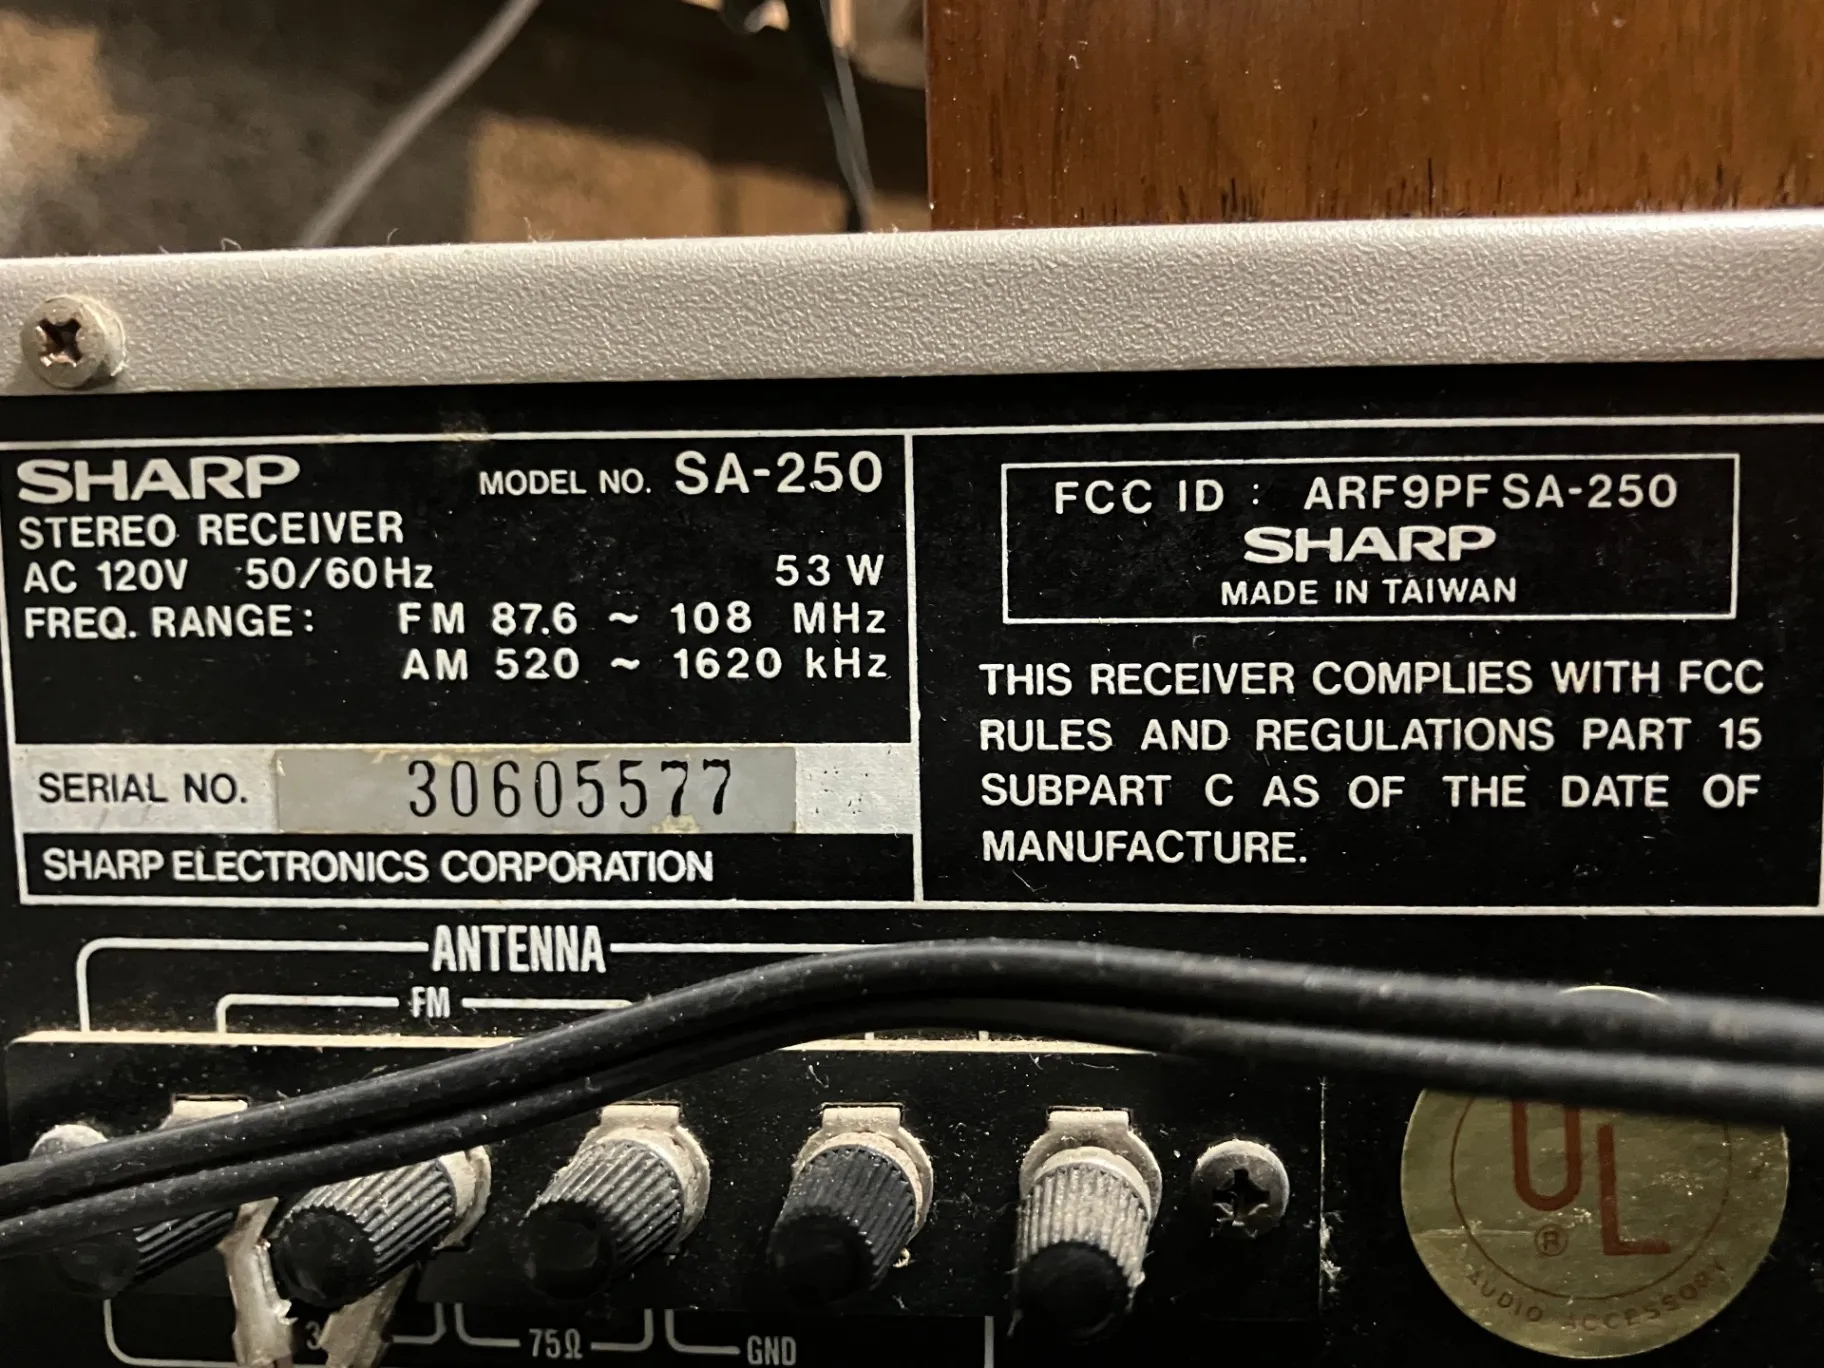 SHARP MODEL NO. SA-250
STEREO RECEIVER
AC 120V 50/60Hz 53 W
FREQ. RANGE: FM 87.6 ~ 108 MHz
AM 520 ~ 1620 kHz
SERIAL NO. 30605577
SHARP ELECTRONICS CORPORATION
FCC ID : ARF9PFSA-250
SHARP
MADE IN TAIWAN
THIS RECEIVER COMPLIES WITH FCC
RULES AND REGULATIONS PART 15
SUBPART C AS OF THE DATE OF
MANUFACTURE.
ANTENNA
FM
75Ω
GND
UL
®
AUDIO ACCESSORY